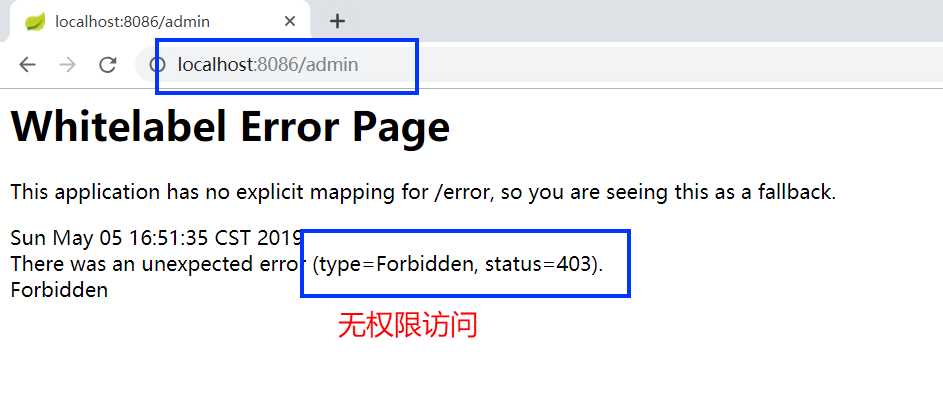 localhost:8086/admin
localhost:8086/admin
Whitelabel Error Page
This application has no explicit mapping for /error, so you are seeing this as a fallback.
Sun May 05 16:51:35 CST 2019
There was an unexpected error (type=Forbidden, status=403).
Forbidden
无权限访问